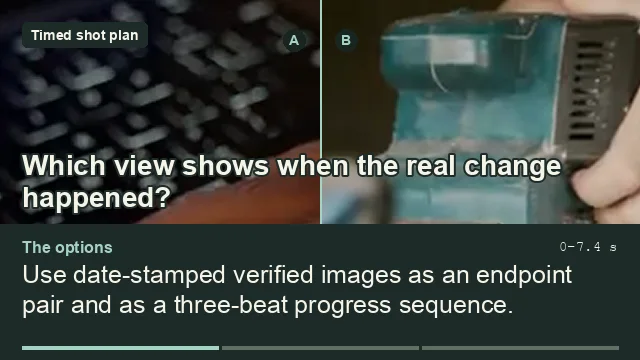 Timed shot plan
A
B
Which view shows when the real change
happened?
The options
0–7.4 s
Use date-stamped verified images as an endpoint
pair and as a three-beat progress sequence.